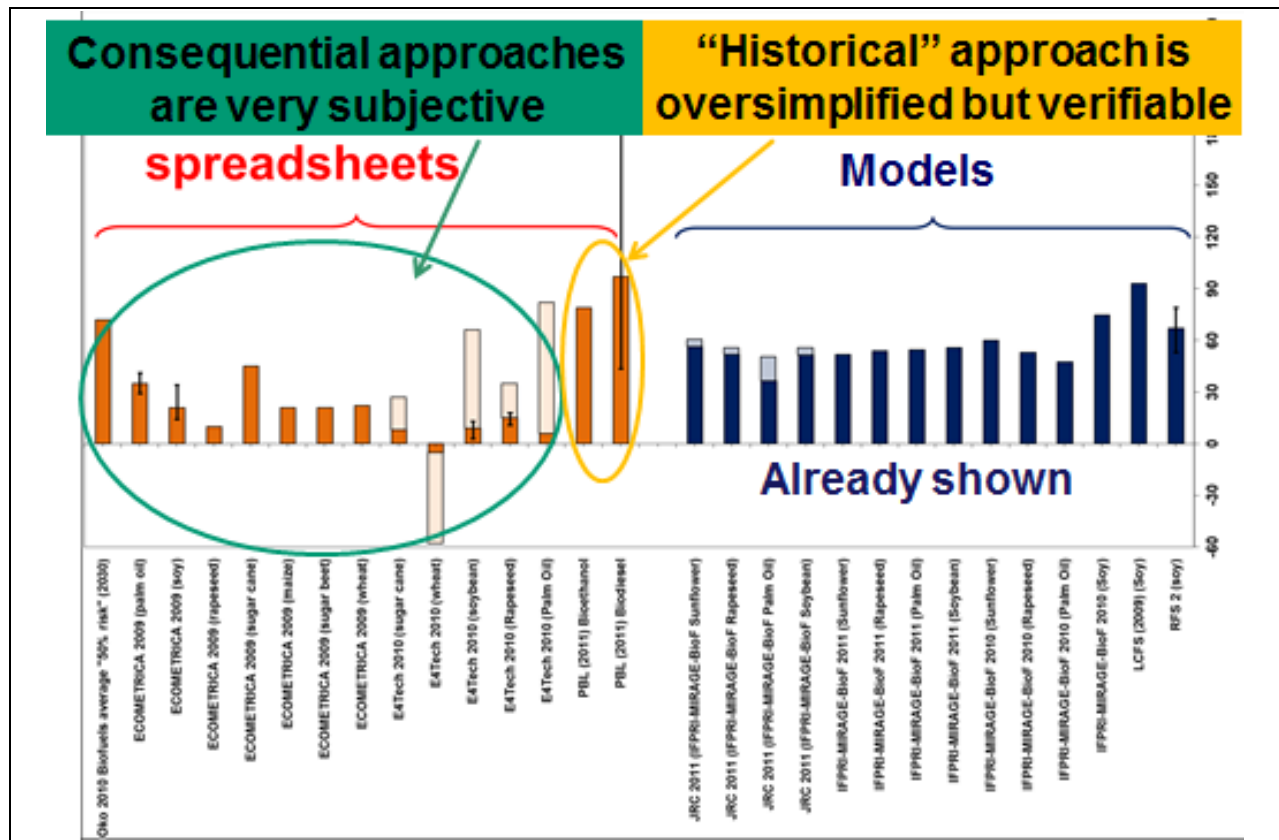 Consequential approaches
are very subjective
“Historical” approach is
oversimplified but verifiable
spreadsheets
Models
150
120
90
60
30
0
-30
-60
Already shown
Oko 2010 Biofuels average "50% risk" (2030)
ECOMETRICA 2009 (palm oil)
ECOMETRICA 2009 (soy)
ECOMETRICA 2009 (rapeseed)
ECOMETRICA 2009 (sugar cane)
ECOMETRICA 2009 (maize)
ECOMETRICA 2009 (sugar beet)
ECOMETRICA 2009 (wheat)
E4Tech 2010 (sugar cane)
E4Tech 2010 (wheat)
E4Tech 2010 (soybean)
E4Tech 2010 (Rapeseed)
E4Tech 2010 (Palm Oil)
PBL (2011) Bioethanol
PBL (2011) Biodiesel
JRC 2011 (IFPRI-MIRAGE-BioF Sunflower)
JRC 2011 (IFPRI-MIRAGE-BioF Rapeseed)
JRC 2011 (IFPRI-MIRAGE-BioF Palm Oil)
JRC 2011 (IFPRI-MIRAGE-BioF Soybean)
IFPRI-MIRAGE-BioF 2011 (Sunflower)
IFPRI-MIRAGE-BioF 2011 (Rapeseed)
IFPRI-MIRAGE-BioF 2011 (Palm Oil)
IFPRI-MIRAGE-BioF 2011 (Soybean)
IFPRI-MIRAGE-BioF 2010 (Sunflower)
IFPRI-MIRAGE-BioF 2010 (Rapeseed)
IFPRI-MIRAGE-BioF 2010 (Palm Oil)
IFPRI-MIRAGE-BioF 2010 (Soy)
LCFS (2009) (Soy)
RFS 2 (soy)